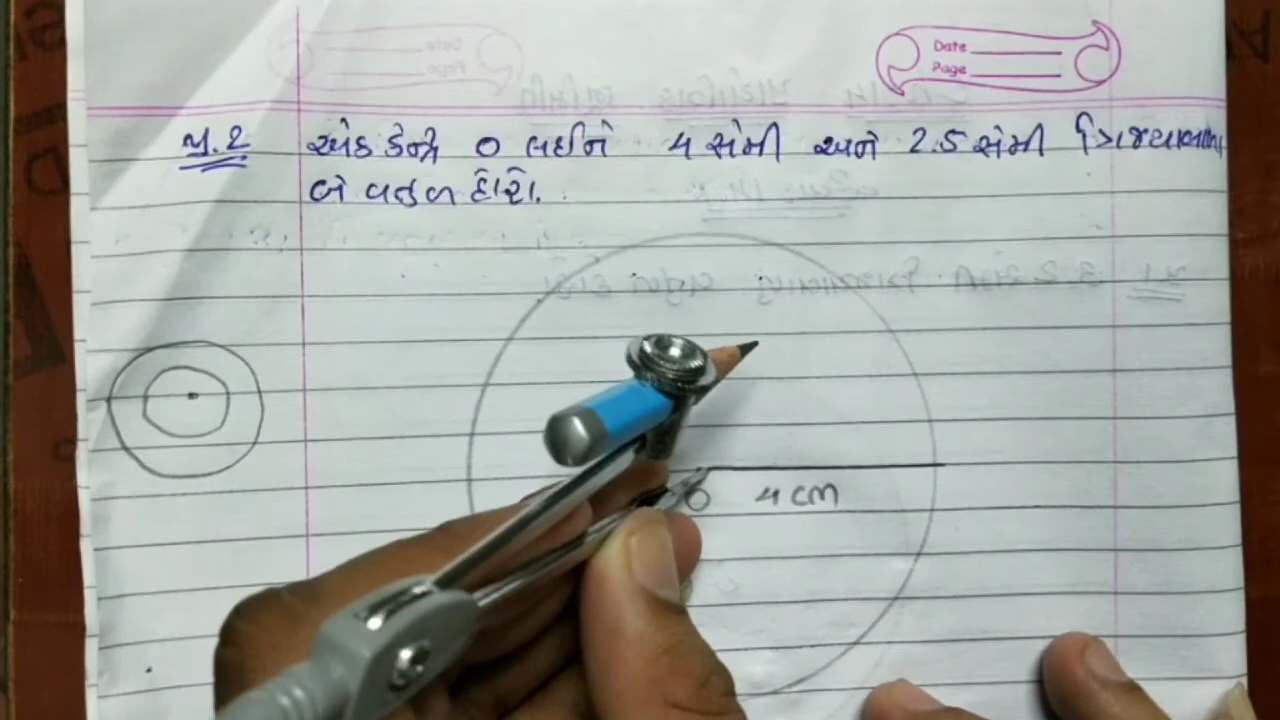 Date
Page
પ્ર.2 એક કેન્દ્ર O લઈને 4 સેમી અને 2.5 સેમી ત્રિજ્યાવાળા
બે વર્તુળ દોરો.
O 4 cm